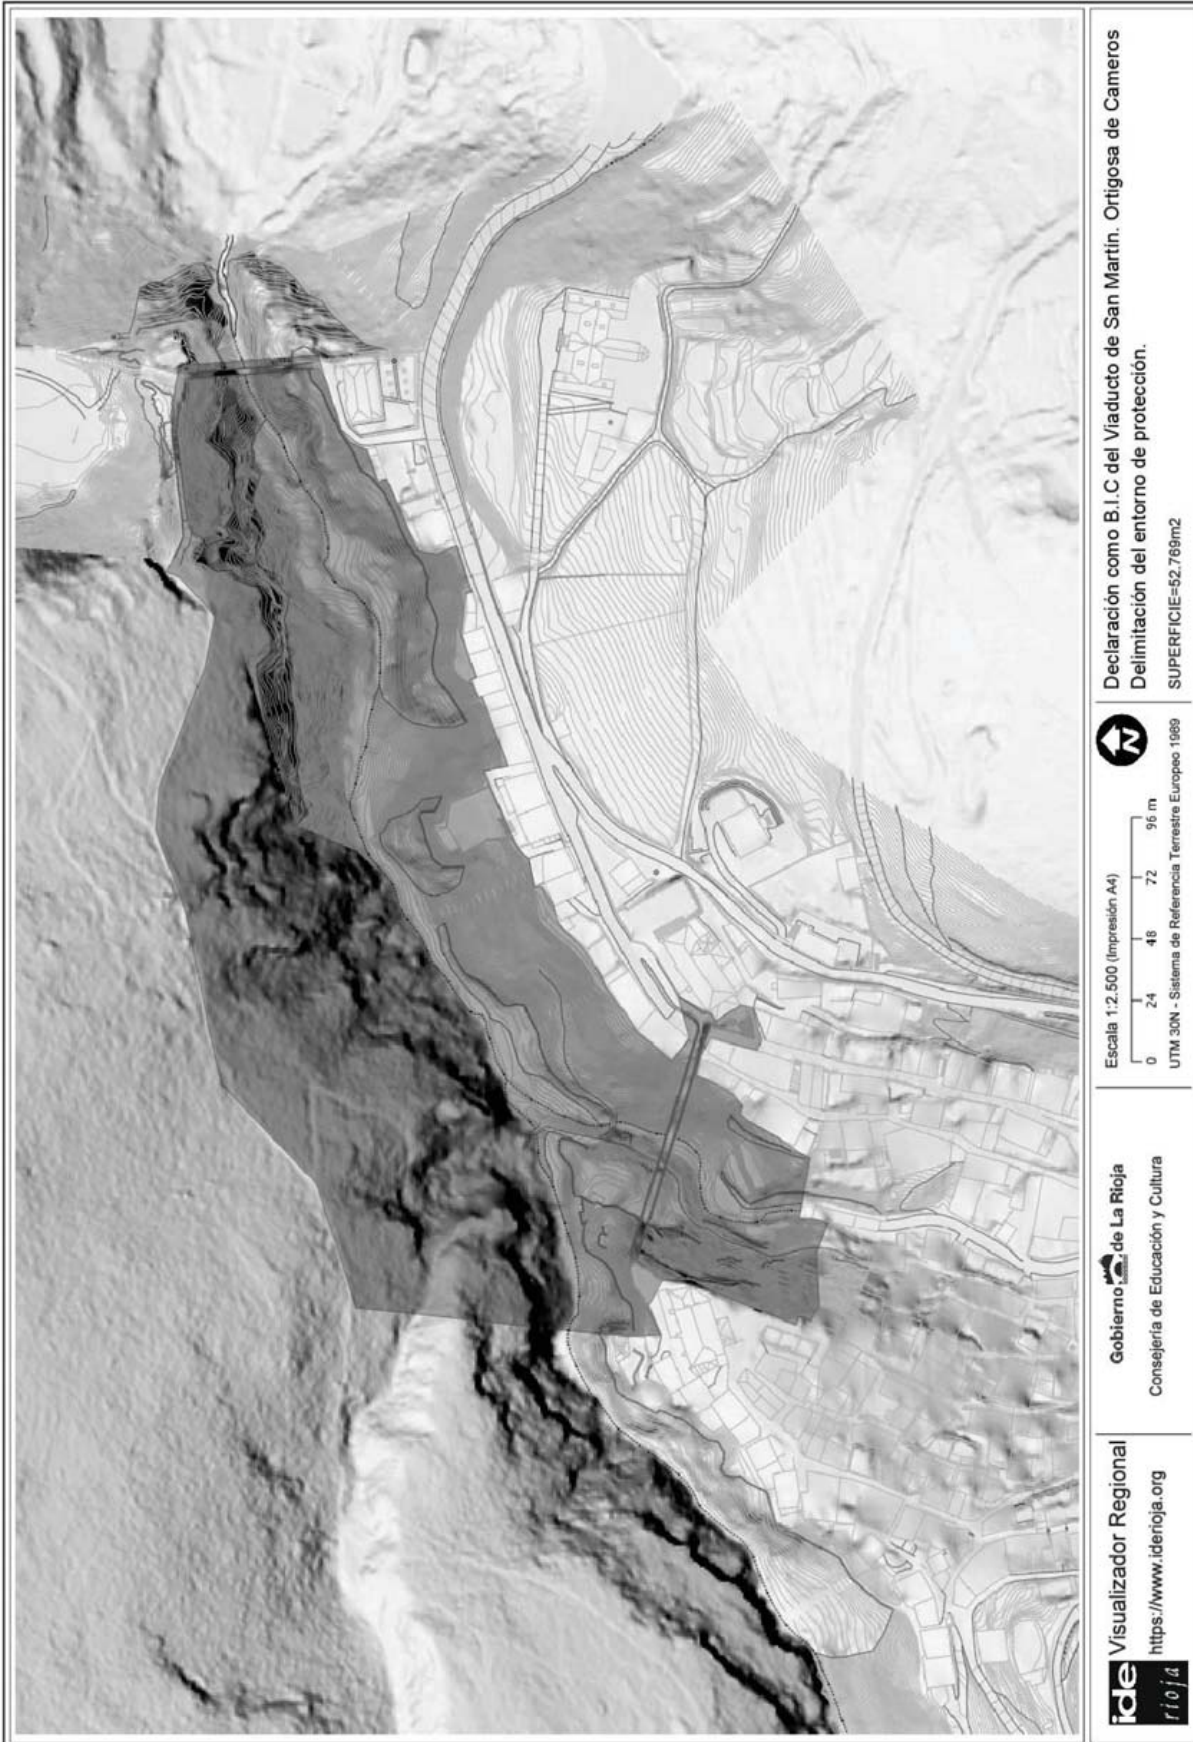 Declaración como B.I.C del Viaducto de San Martín. Ortigosa de Cameros
Delimitación del entorno de protección.
SUPERFICIE=52.769m2
N
Escala 1:2.500 (Impresión A4)
0 24 48 72 96 m
UTM 30N - Sistema de Referencia Terrestre Europeo 1989
Gobierno de La Rioja
Consejería de Educación y Cultura
ide rioja
Visualizador Regional
https://www.iderioja.org